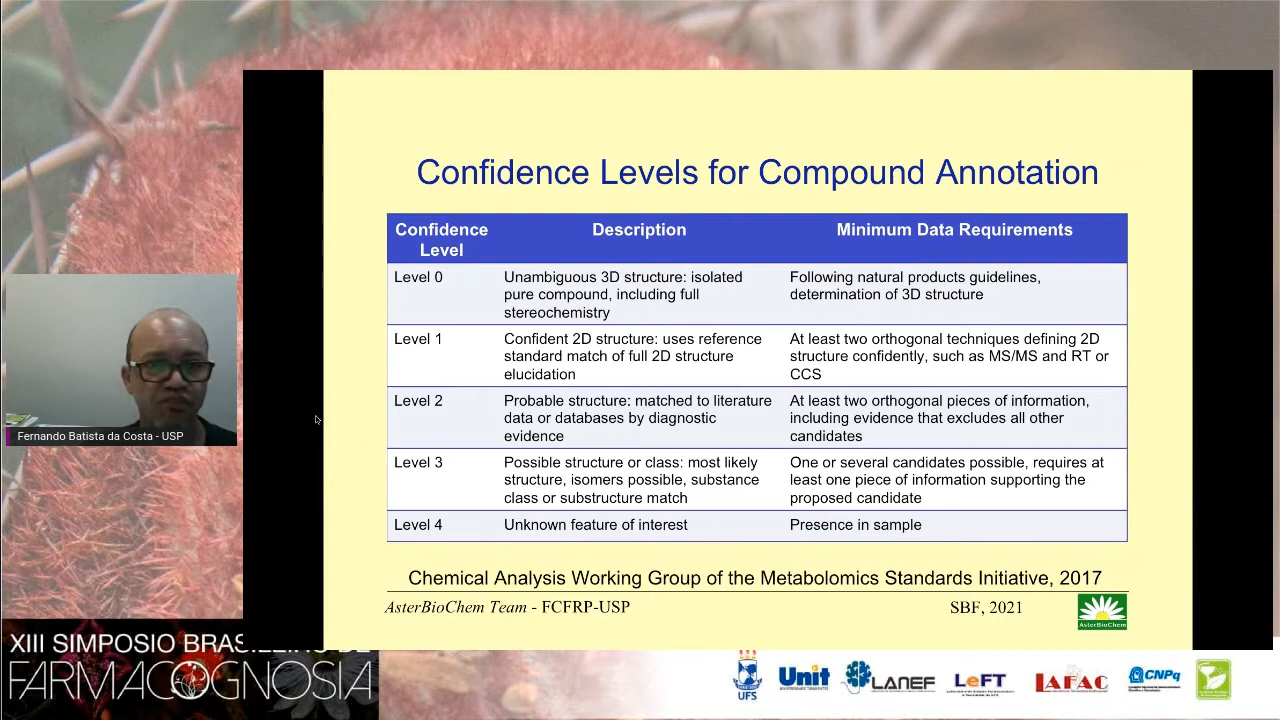 Confidence Levels for Compound Annotation
Confidence
Level
Description
Minimum Data Requirements
Level 0
Unambiguous 3D structure: isolated
pure compound, including full
stereochemistry
Following natural products guidelines,
determination of 3D structure
Level 1
Confident 2D structure: uses reference
standard match of full 2D structure
elucidation
At least two orthogonal techniques defining 2D
structure confidently, such as MS/MS and RT or
CCS
Level 2
Probable structure: matched to literature
data or databases by diagnostic
evidence
At least two orthogonal pieces of information,
including evidence that excludes all other
candidates
Level 3
Possible structure or class: most likely
structure, isomers possible, substance
class or substructure match
One or several candidates possible, requires at
least one piece of information supporting the
proposed candidate
Level 4
Unknown feature of interest
Presence in sample
Chemical Analysis Working Group of the Metabolomics Standards Initiative, 2017
AsterBioChem Team - FCFRP-USP
SBF, 2021
AsterBioChem
Fernando Batista da Costa - USP
XIII SIMPOSIO BRASILEIRO DE
FARMACOGNOSIA
UFS
Unit
LANEF
LeFT
LAFAC
CNPq